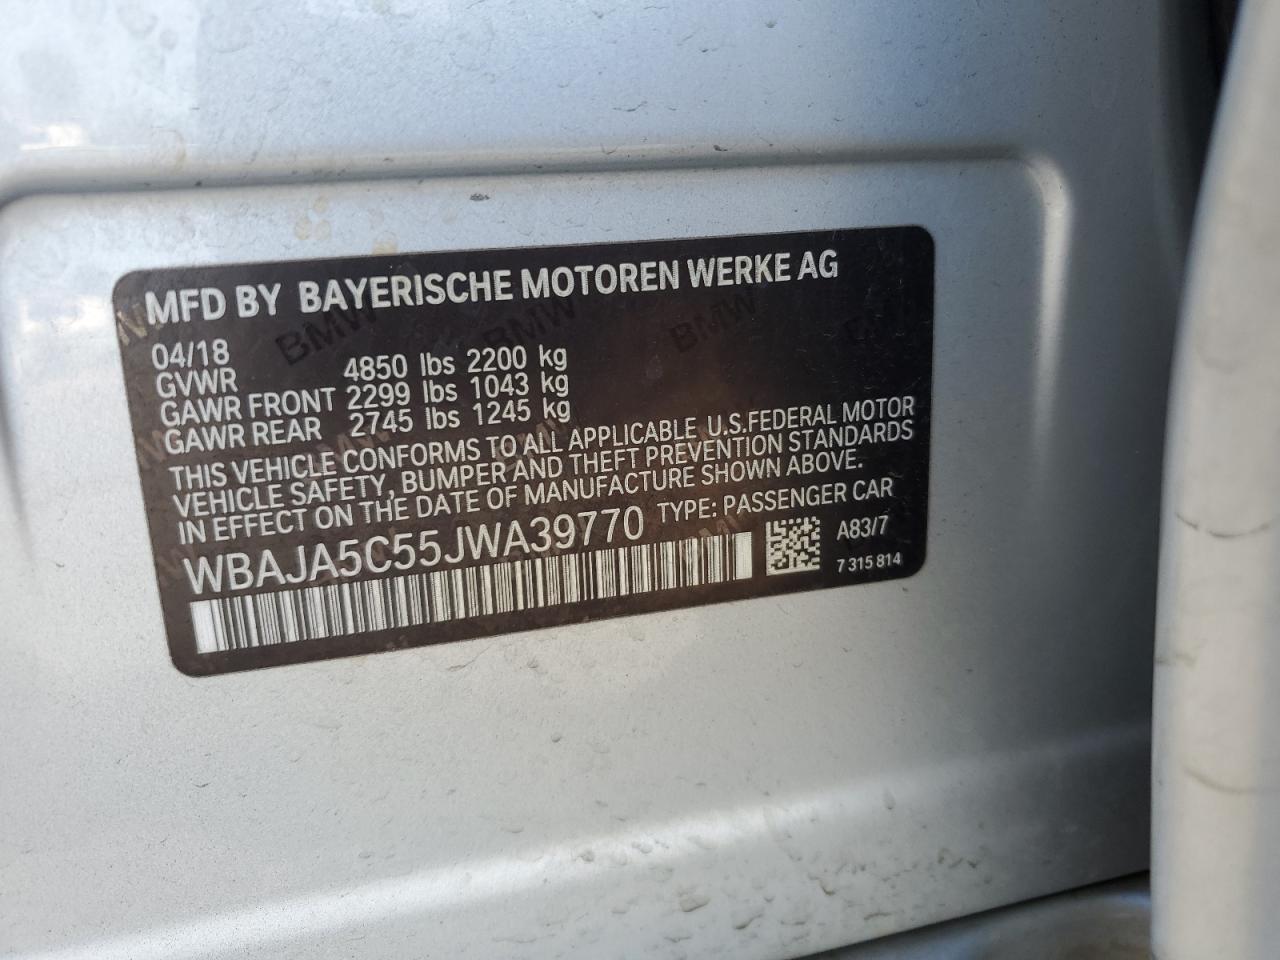 MFD BY BAYERISCHE MOTOREN WERKE AG
04/18
GVWR 4850 lbs 2200 kg
GAWR FRONT 2299 lbs 1043 kg
GAWR REAR 2745 lbs 1245 kg
THIS VEHICLE CONFORMS TO ALL APPLICABLE U.S.FEDERAL MOTOR
VEHICLE SAFETY, BUMPER AND THEFT PREVENTION STANDARDS
IN EFFECT ON THE DATE OF MANUFACTURE SHOWN ABOVE.
WBAJA5C55JWA39770 TYPE: PASSENGER CAR
A83/7
7 315 814
BMW BMW BMW